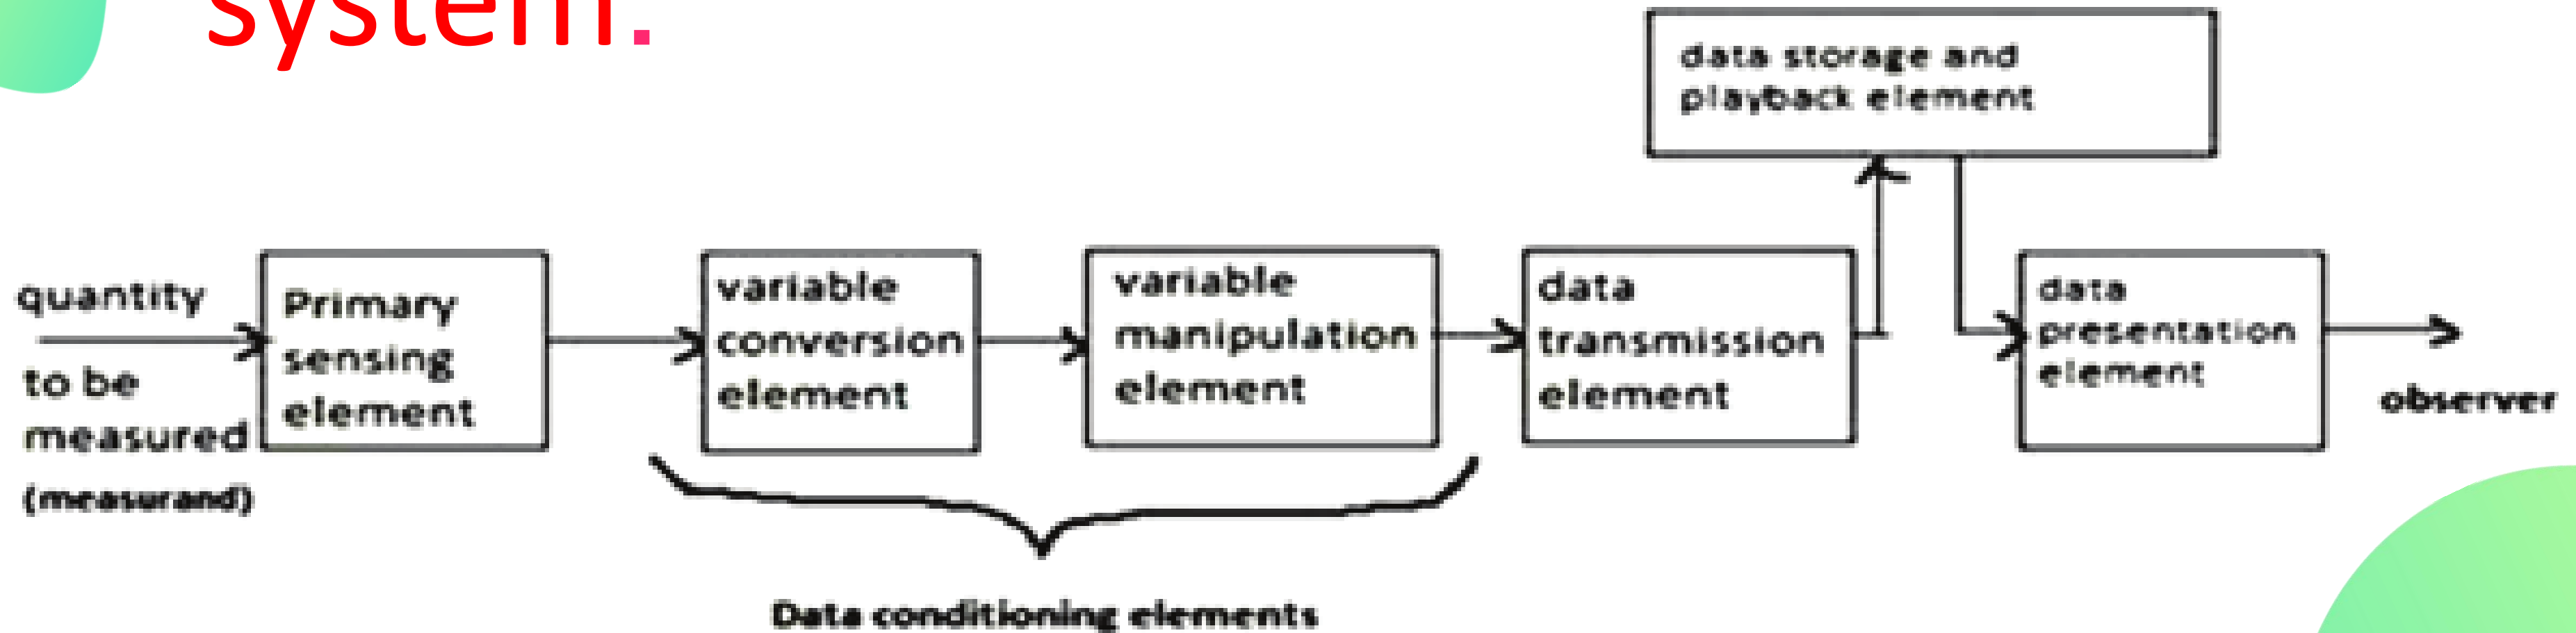 system.
data storage and
playback element
quantity
to be
measured
(measurand)
Primary
sensing
element
variable
conversion
element
variable
manipulation
element
data
transmission
element
data
presentation
element
observer
Data conditioning elements